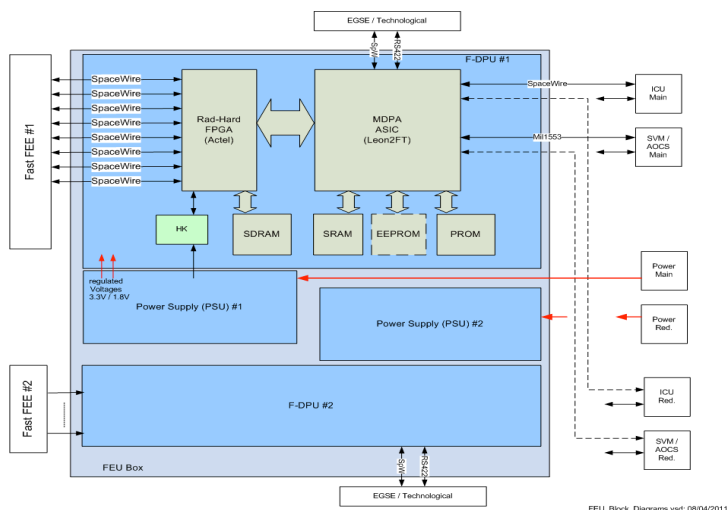 EGSE / Technological
SpW
RS422
F-DPU #1
Fast FEE #1
SpaceWire
SpaceWire
SpaceWire
SpaceWire
SpaceWire
SpaceWire
SpaceWire
SpaceWire
Rad-Hard
FPGA
(Actel)
MDPA
ASIC
(Leon2FT)
SpaceWire
ICU
Main
Mil1553
SVM /
AOCS
Main
HK
SDRAM
SRAM
EEPROM
PROM
regulated
Voltages
3.3V / 1.8V
Power Supply (PSU) #1
Power
Main
Power Supply (PSU) #2
Power
Red.
Fast FEE #2
F-DPU #2
ICU
Red.
SVM /
AOCS
Red.
FEU Box
SpW
RS422
EGSE / Technological
FEU_Block_Diagrams.vsd; 08/04/2011